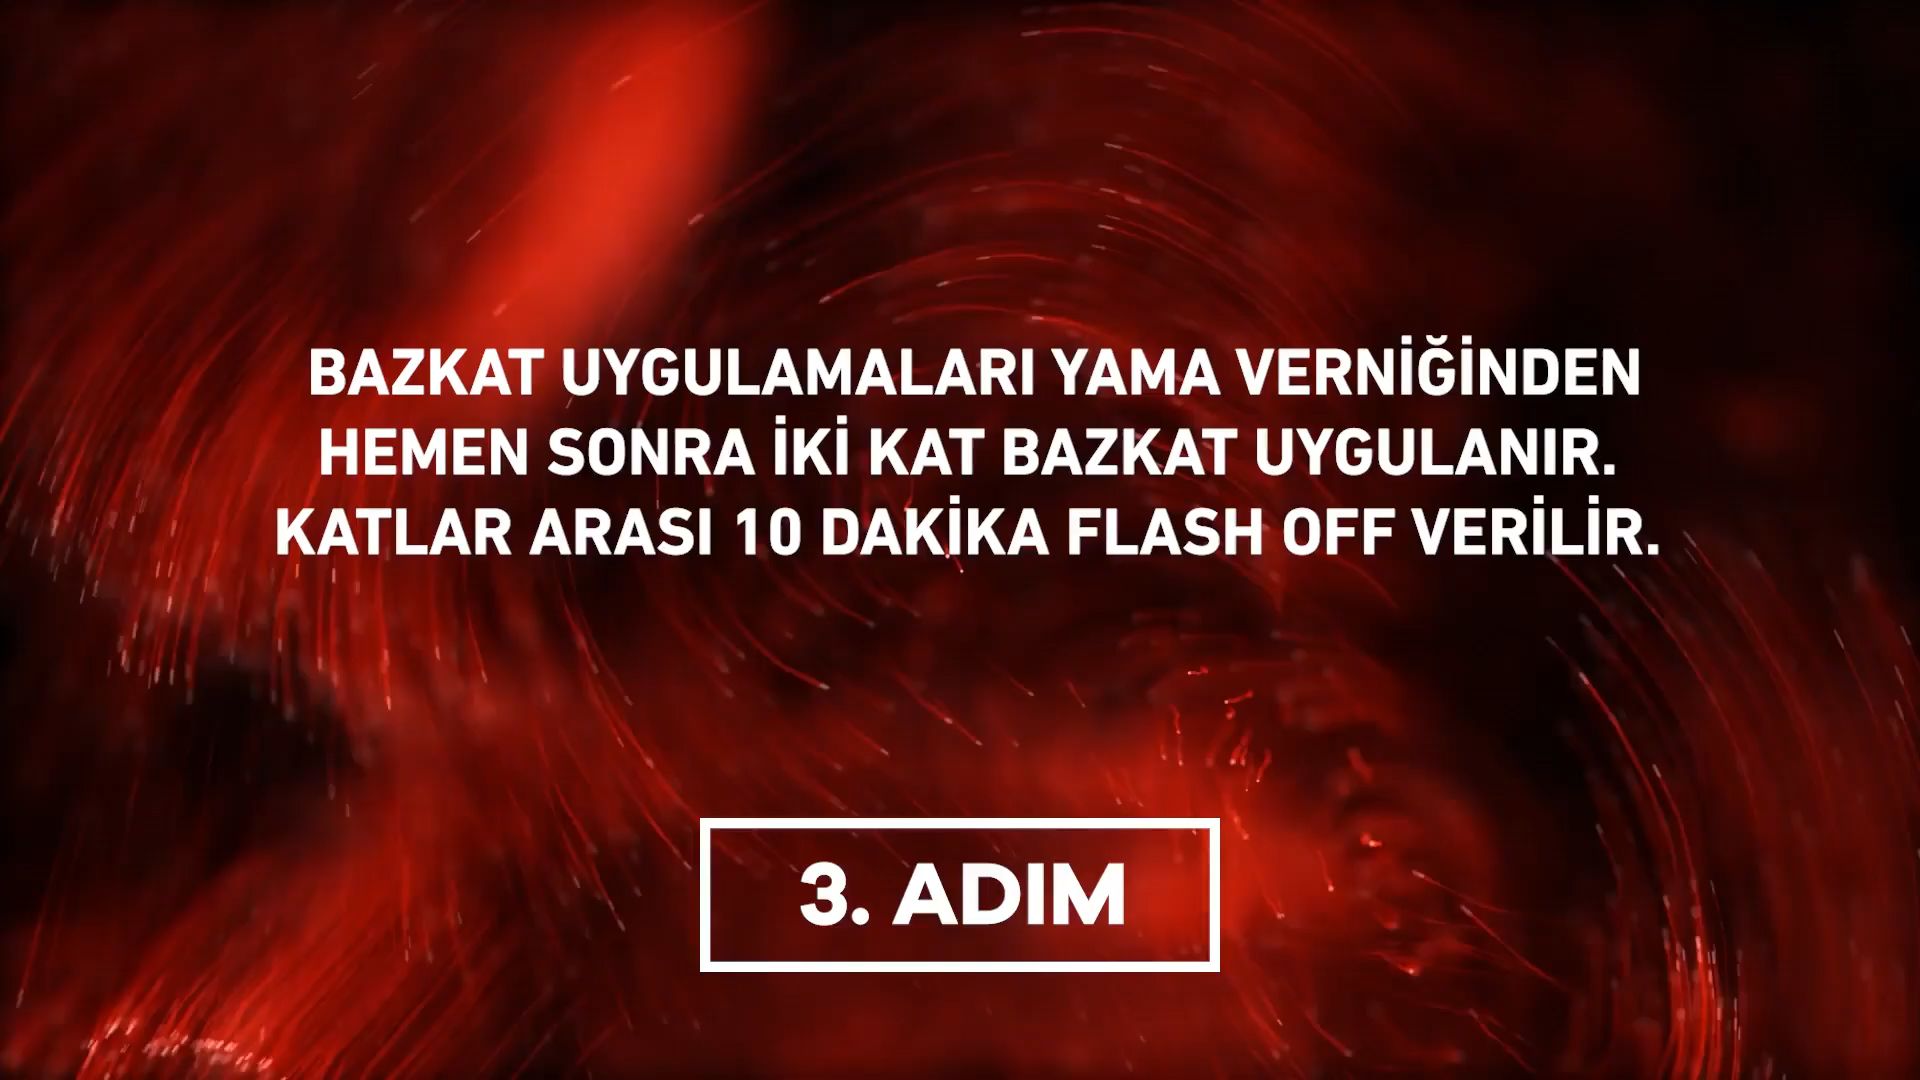 BAZKAT UYGULAMALARI YAMA VERNİĞİNDEN
HEMEN SONRA İKİ KAT BAZKAT UYGULANIR.
KATLAR ARASI 10 DAKİKA FLASH OFF VERİLİR.
3. ADIM